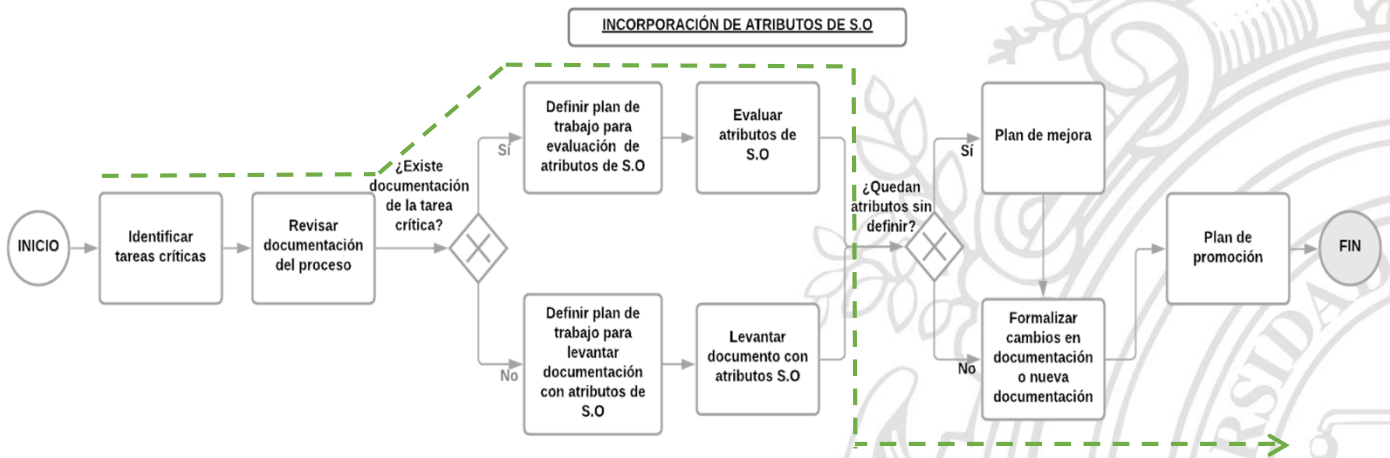 INCORPORACIÓN DE ATRIBUTOS DE S.O
INICIO
Identificar
tareas críticas
Revisar
documentación
del proceso
¿Existe
documentación
de la tarea
crítica?
Sí
Definir plan de
trabajo para
evaluación de
atributos de S.O
Evaluar
atributos de
S.O
No
Definir plan de
trabajo para
levantar
documentación
con atributos de
S.O
Levantar
documento con
atributos S.O
¿Quedan
atributos sin
definir?
Sí
Plan de mejora
No
Formalizar
cambios en
documentación
o nueva
documentación
Plan de
promoción
FIN
RSIDAD